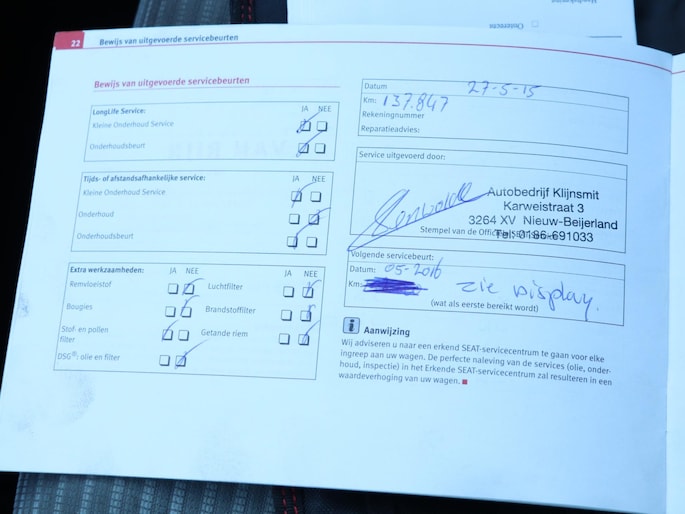 Onterecht
22 Bewijs van uitgevoerde servicebeurten
Bewijs van uitgevoerde servicebeurten
LongLife Service: JA NEE
Kleine Onderhoud Service
Onderhoudsbeurt
Tijds- of afstandsafhankelijke service: JA NEE
Kleine Onderhoud Service
Onderhoud
Onderhoudsbeurt
Extra werkzaamheden: JA NEE JA NEE
Remvloeistof Luchtfilter
Bougies Brandstoffilter
Stof- en pollen Getande riem
filter
DSG®, olie en filter
Datum 27-5-15
Km: 137.847
Rekeningnummer
Reparatieadvies:
Service uitgevoerd door:
Autobedrijf Klijnsmit
Karweistraat 3
3264 XV Nieuw-Beijerland
Stempel van de Officiële
Tel. 0186-691033
Volgende servicebeurt:
Datum: 05-2016
Km: zie Display.
(wat als eerste bereikt wordt)
i Aanwijzing
Wij adviseren u naar een erkend SEAT-servicecentrum te gaan voor elke
ingreep aan uw wagen. De perfecte naleving van de services (olie, onder-
houd, inspectie) in het Erkende SEAT-servicecentrum zal resulteren in een
waardeverhoging van uw wagen.